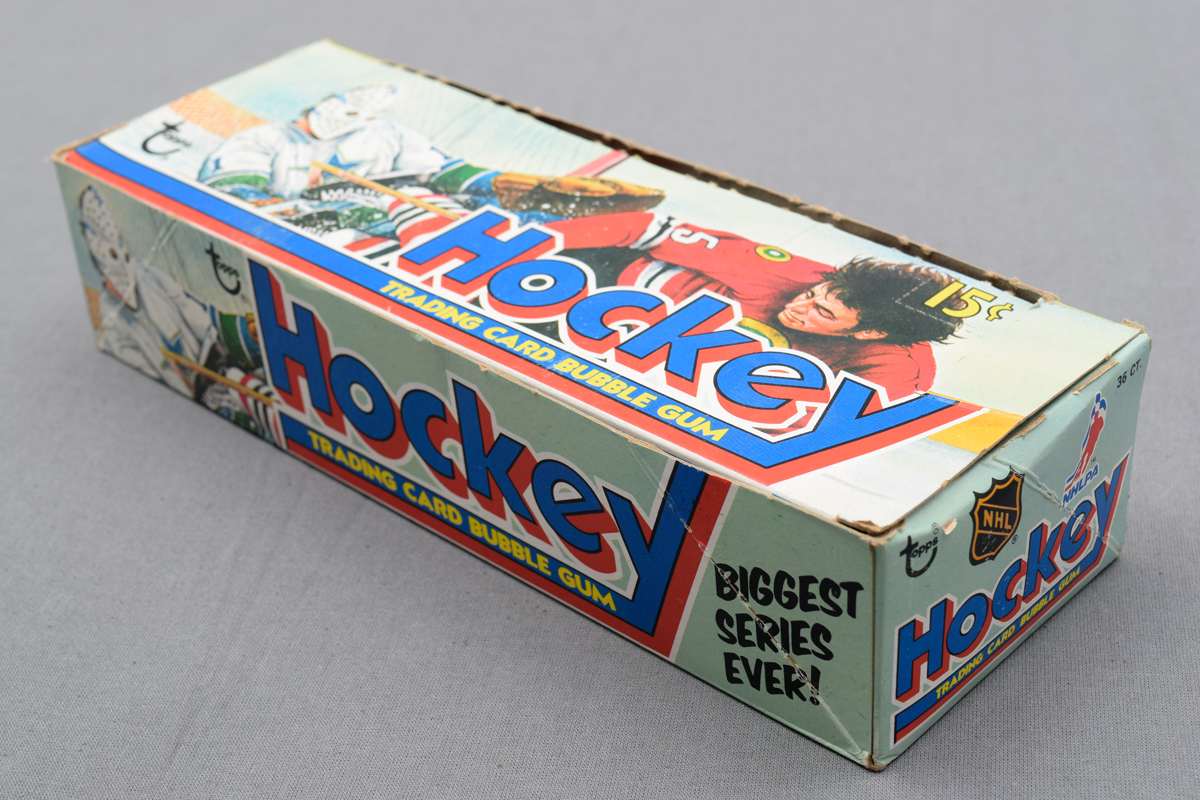 topps
5
15¢
Hockey
TRADING CARD BUBBLE GUM
topps
Hockey
TRADING CARD BUBBLE GUM
BIGGEST
SERIES
EVER!
36 CT.
NHLPA
NHL
topps®
Hockey
TRADING CARD BUBBLE GUM